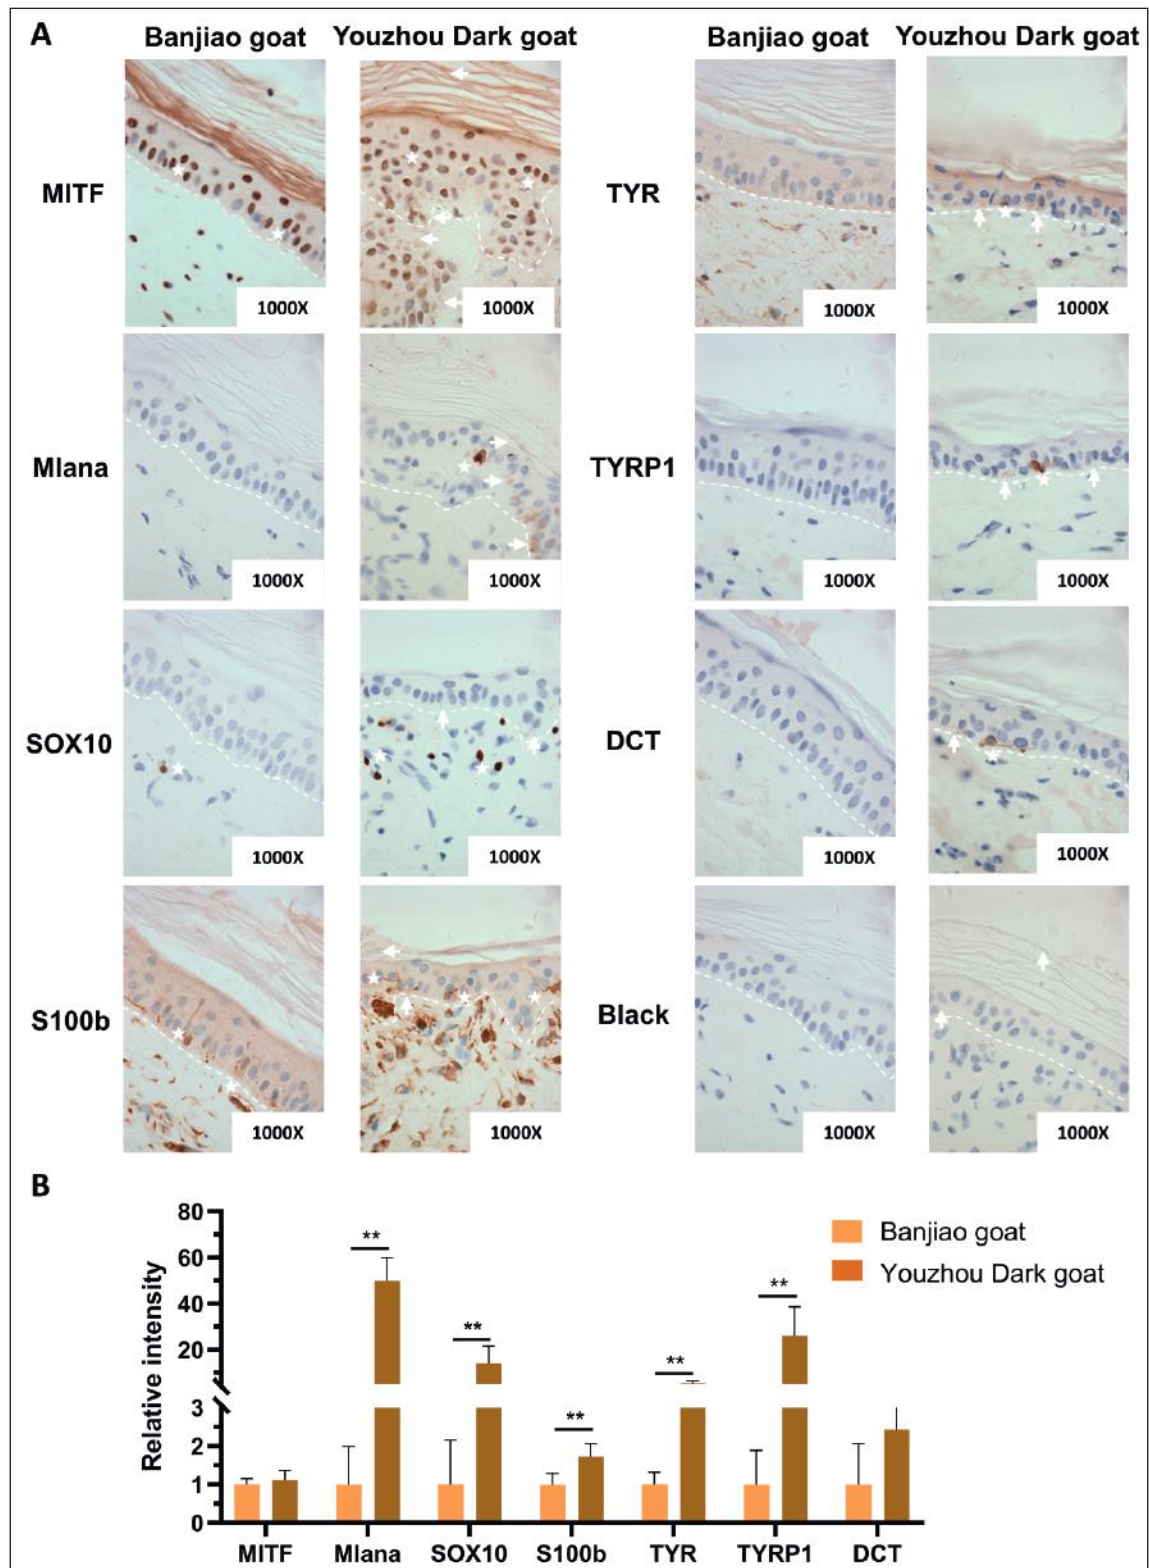 A
Banjiao goat Youzhou Dark goat Banjiao goat Youzhou Dark goat
MITF 1000X 1000X TYR 1000X 1000X
Mlana 1000X 1000X TYRP1 1000X 1000X
SOX10 1000X 1000X DCT 1000X 1000X
S100b 1000X 1000X Black 1000X 1000X
B
Relative intensity
80
60
40
20
3
2
1
0
** ** ** ** **
Banjiao goat
Youzhou Dark goat
MITF Mlana SOX10 S100b TYR TYRP1 DCT